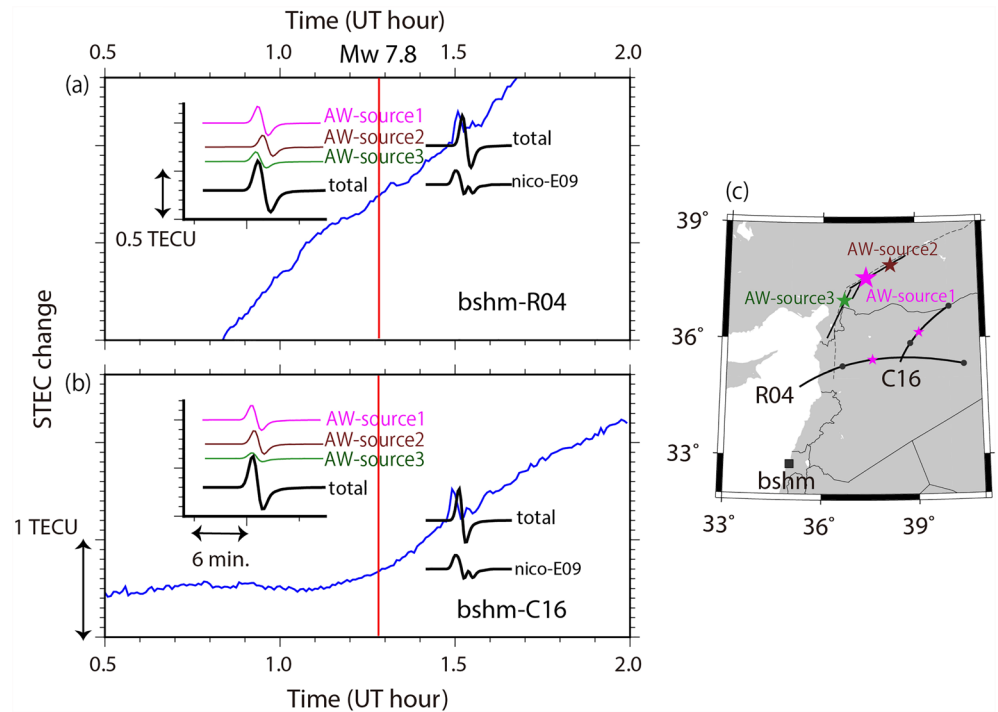 Time (UT hour)
0.5 1.0 1.5 2.0
Mw 7.8
(a)
AW-source1
AW-source2
AW-source3
total
0.5 TECU
total
nico-E09
bshm-R04
STEC change
(b)
AW-source1
AW-source2
AW-source3
total
1 TECU
6 min.
total
nico-E09
bshm-C16
0.5 1.0 1.5 2.0
Time (UT hour)
(c)
39°
AW-source2
AW-source3
AW-source1
36°
R04
C16
33°
bshm
33° 36° 39°